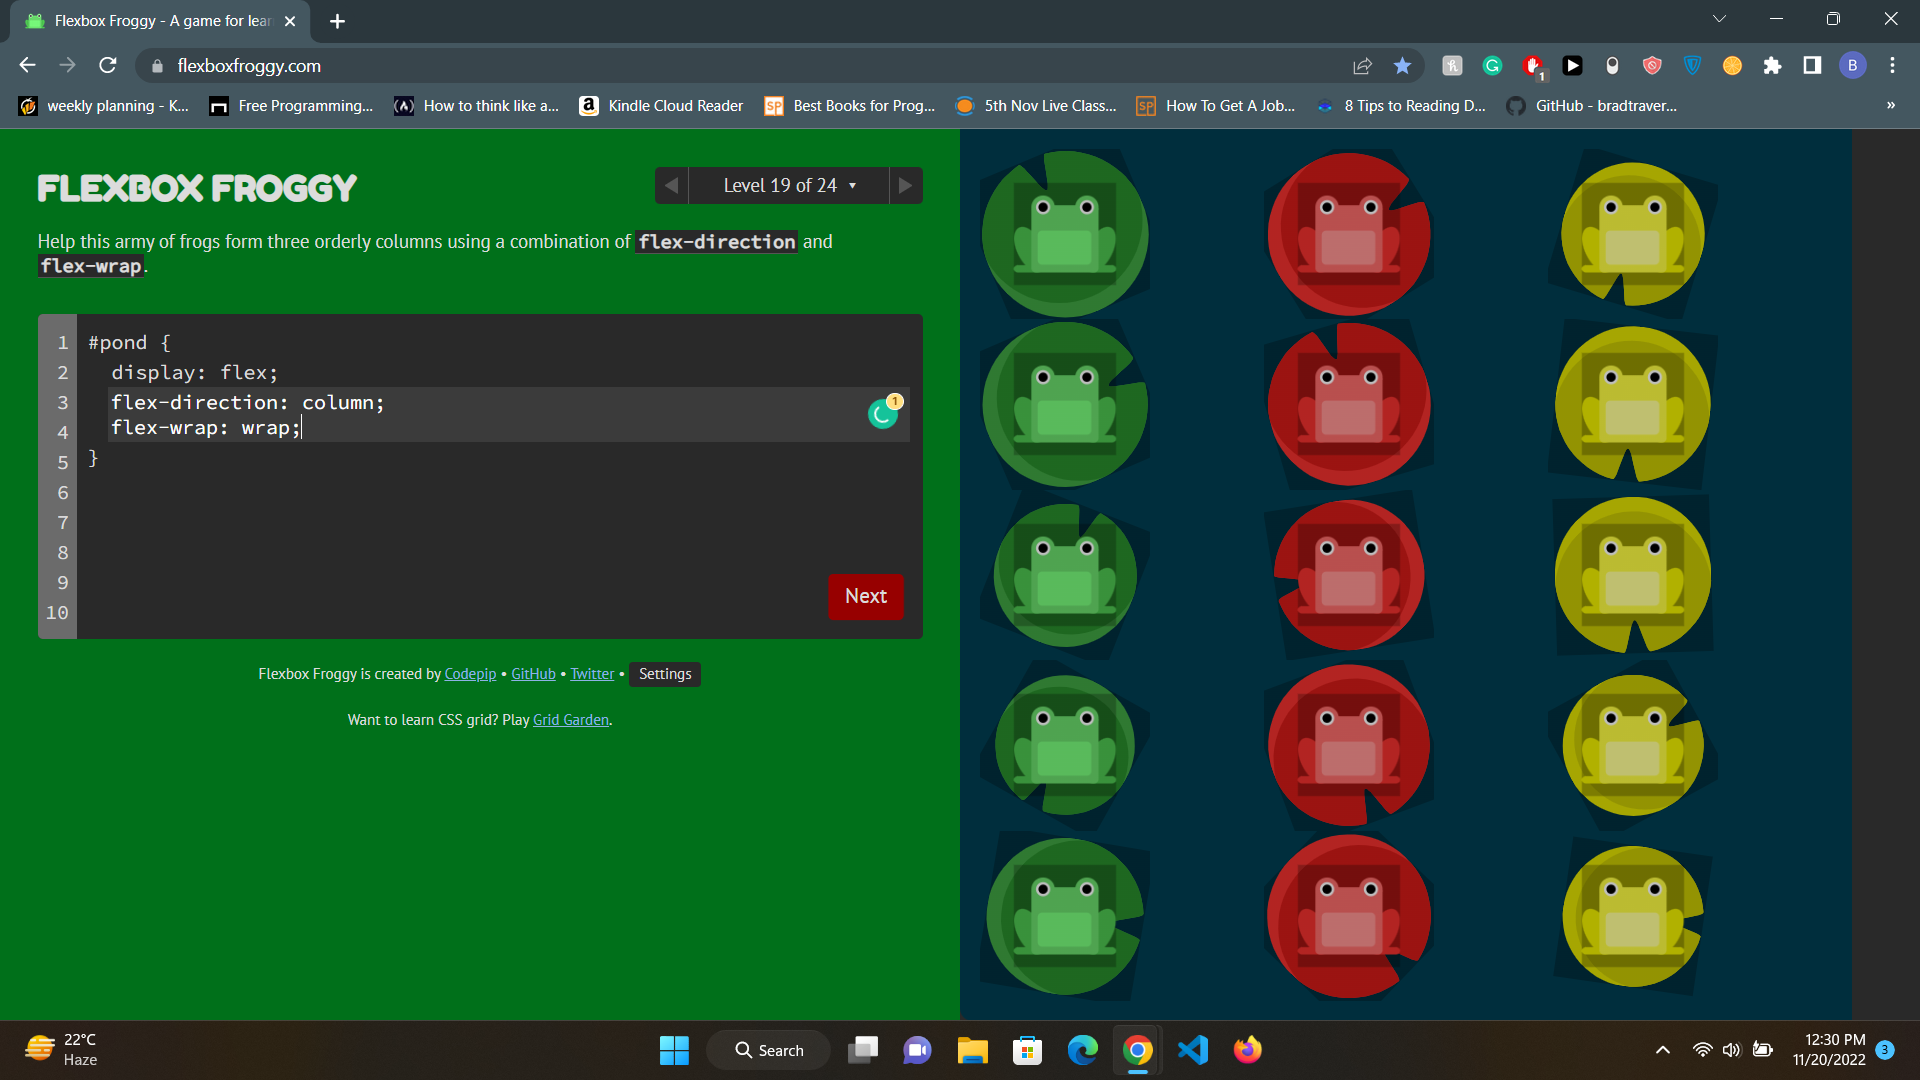 Flexbox Froggy - A game for lear
flexboxfroggy.com
1
B
weekly planning - K...
Free Programming...
How to think like a...
Kindle Cloud Reader
Best Books for Prog...
5th Nov Live Class...
How To Get A Job...
8 Tips to Reading D...
GitHub - bradtraver...
»
FLEXBOX FROGGY
Level 19 of 24
Help this army of frogs form three orderly columns using a combination of flex-direction and
flex-wrap.
1 #pond {
2 display: flex;
3 flex-direction: column;
1
4 flex-wrap: wrap;
5 }
6
7
8
9
10
Next
Flexbox Froggy is created by Codepip • GitHub • Twitter • Settings
Want to learn CSS grid? Play Grid Garden.
22°C
Haze
Search
12:30 PM
11/20/2022
3